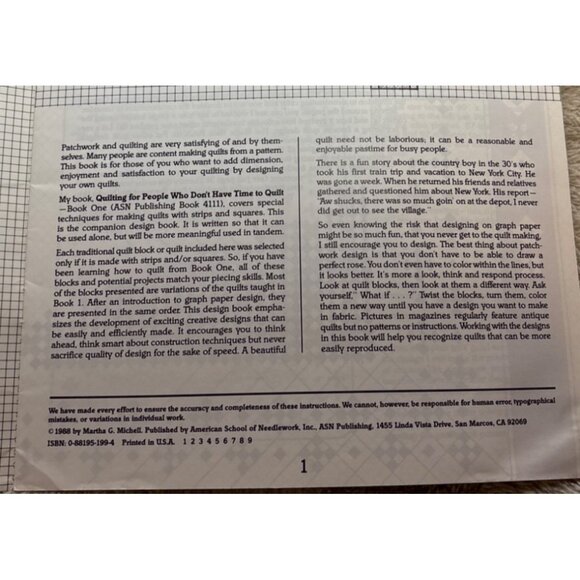 Patchwork and quilting are very satisfying of and by them-
selves. Many people are content making quilts from a pattern.
This book is for those of you who want to add dimension,
enjoyment and satisfaction to your quilting by designing
your own quilts.
My book, Quilting for People Who Don't Have Time to Quilt
—Book One (ASN Publishing Book 4111), covers special
techniques for making quilts with strips and squares. This
is the companion design book. It is written so that it can
be used alone, but will be more meaningful used in tandem.
Each traditional quilt block or quilt included here was selected
only if it is made with strips and/or squares. So, if you have
been learning how to quilt from Book One, all of these
blocks and potential projects match your piecing skills. Most
of the blocks presented are variations of the quilts taught in
Book 1. After an introduction to graph paper design, they
are presented in the same order. This design book empha-
sizes the development of exciting creative designs that can
be easily and efficiently made. It encourages you to think
ahead, think smart about construction techniques but never
sacrifice quality of design for the sake of speed. A beautiful
quilt need not be laborious; it can be a reasonable and
enjoyable pastime for busy people.
There is a fun story about the country boy in the 30's who
took his first train trip and vacation to New York City. He
was gone a week. When he returned his friends and relatives
gathered and questioned him about New York. His report—
"Aw shucks, there was so much goin' on at the depot, I never
did get out to see the village."
So even knowing the risk that designing on graph paper
might be so much fun, that you never get to the quilt making,
I still encourage you to design. The best thing about patch-
work design is that you don't have to be able to draw a
perfect rose. You don't even have to color within the lines, but
it looks better. It's more a look, think and respond process.
Look at quilt blocks, then look at them a different way. Ask
yourself," What if . . . ?" Twist the blocks, turn them, color
them a new way until you have a design you want to make
in fabric. Pictures in magazines regularly feature antique
quilts but no patterns or instructions. Working with the designs
in this book will help you recognize quilts that can be more
easily reproduced.
We have made every effort to ensure the accuracy and completeness of these instructions. We cannot, however, be responsible for human error, typographical
mistakes, or variations in individual work.
©1988 by Martha G. Michell. Published by American School of Needlework, Inc., ASN Publishing, 1455 Linda Vista Drive, San Marcos, CA 92069
ISBN: 0-88195-199-4 Printed in U.S.A. 1 2 3 4 5 6 7 8 9
1